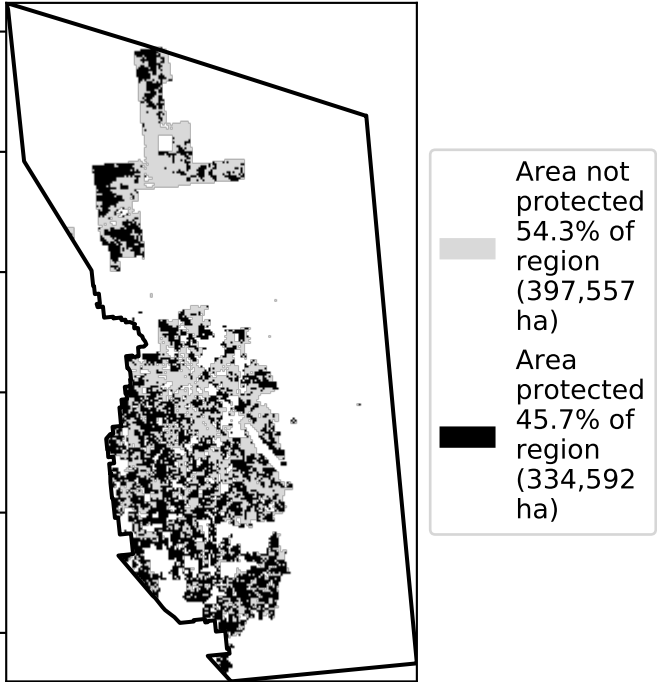 Area not
protected
54.3% of
region
(397,557
ha)
Area
protected
45.7% of
region
(334,592
ha)